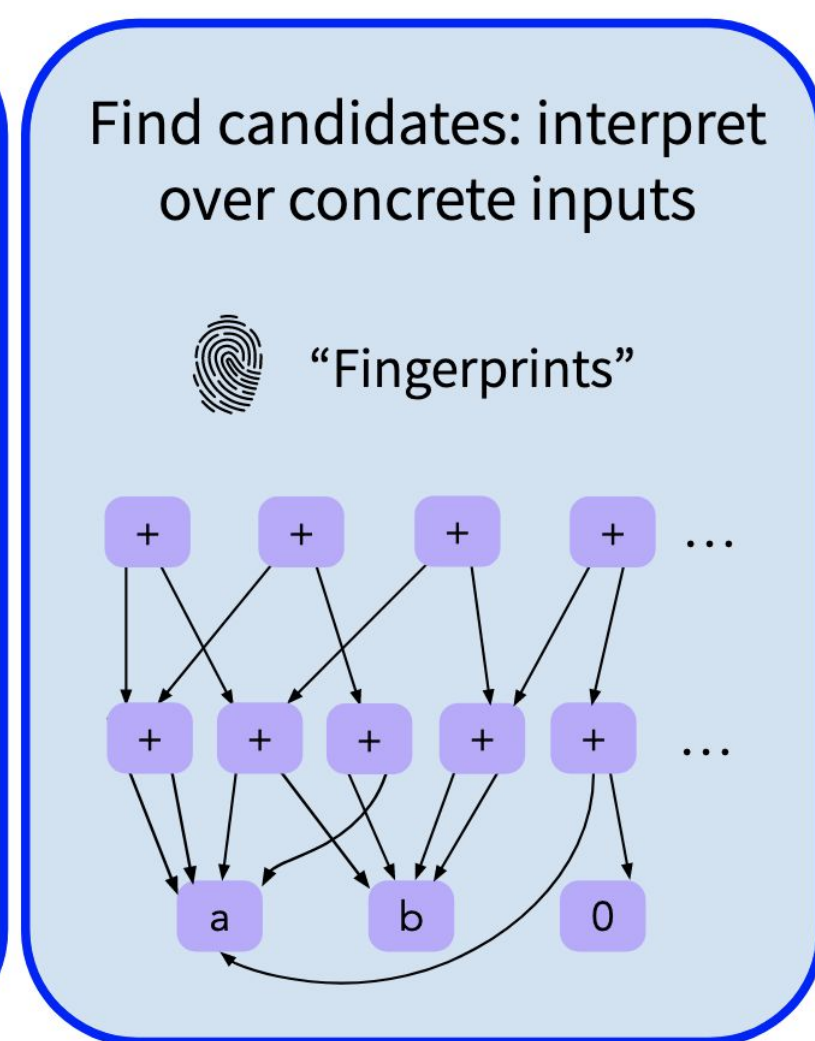 Find candidates: interpret
over concrete inputs
“Fingerprints”
+ + + + ...
+ + + + + ...
a b 0